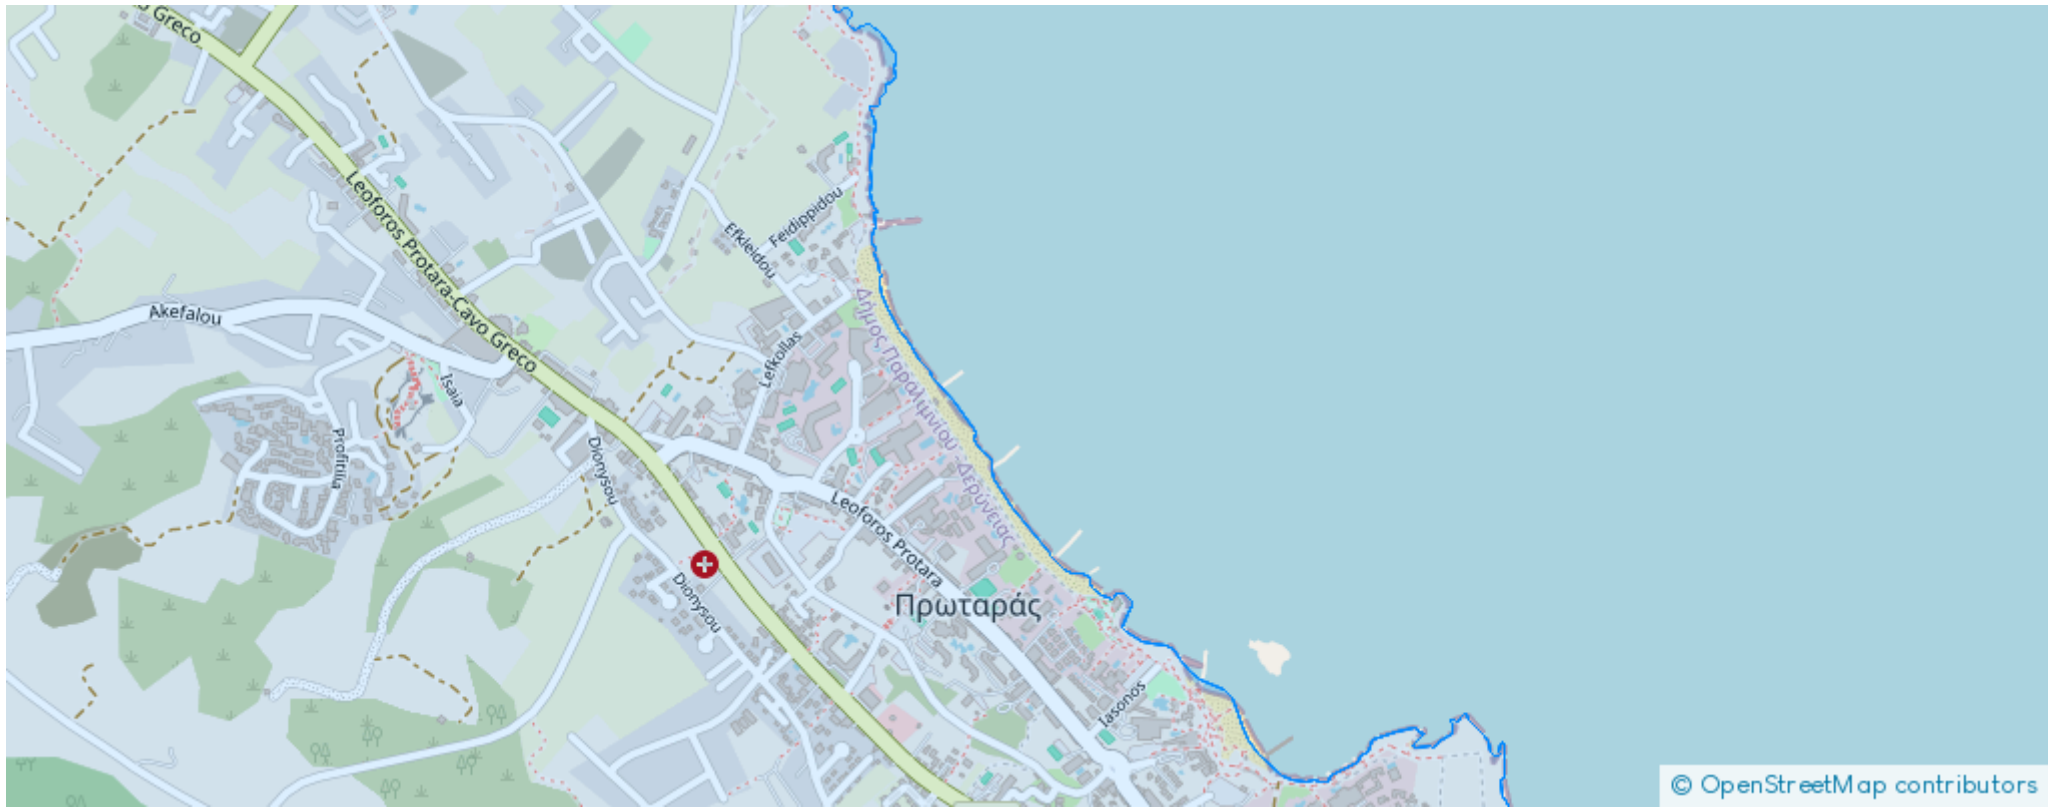 o Greco
Leoforos Protara-Cavo Greco
Akefalou
Isaia
Profitilia
Feidippidou
Efkleidou
Lefkollas
Δήμος Παραλιμνίου -Δερύνειας
Dionysou
Dionysou
Leoforos Protara
Πρωταράς
Iasonos
© OpenStreetMap contributors